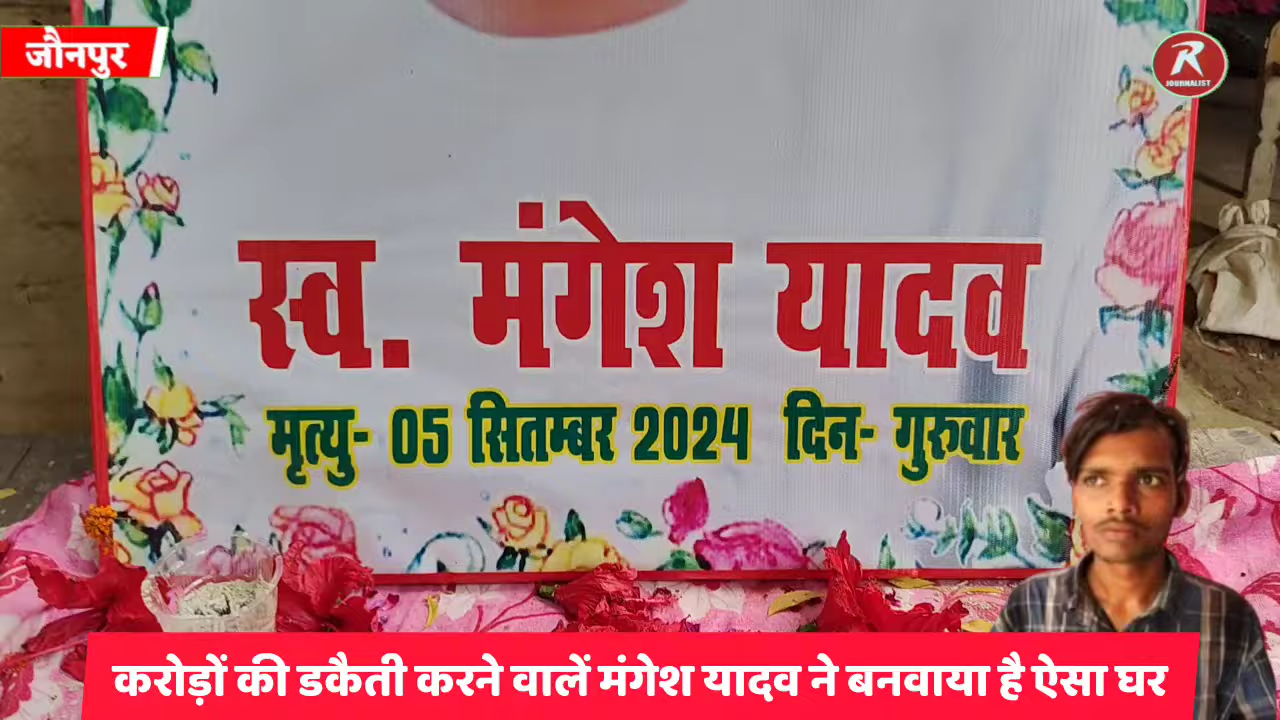 जौनपुर
R
JOURNALIST
स्व. मंगेश यादव
मृत्यु- 05 सितम्बर 2024 दिन- गुरुवार
करोड़ों की डकैती करने वालें मंगेश यादव ने बनवाया है ऐसा घर